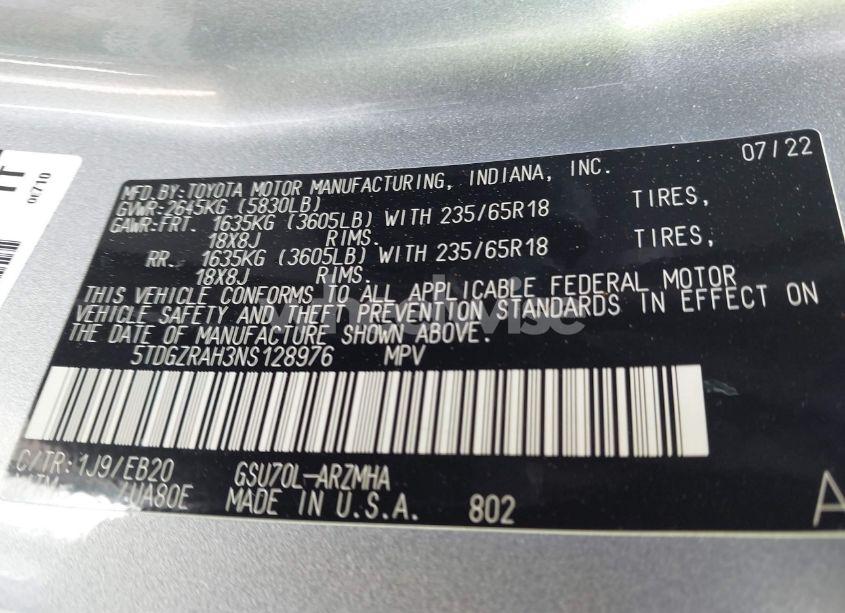 07/22
MFD.BY:TOYOTA MOTOR MANUFACTURING, INDIANA, INC.
GVWR:2645KG (5830LB)
GAWR:FRT. 1635KG (3605LB) WITH 235/65R18 TIRES,
18X8J RIMS.
RR. 1635KG (3605LB) WITH 235/65R18 TIRES,
18X8J RIMS.
THIS VEHICLE CONFORMS TO ALL APPLICABLE FEDERAL MOTOR
VEHICLE SAFETY AND THEFT PREVENTION STANDARDS IN EFFECT ON
THE DATE OF MANUFACTURE SHOWN ABOVE.
5TDGZRAH3NS128976 MPV
C/TR:1J9/EB20 GSU70L-ARZMHA
UA80E MADE IN U.S.A. 802
A
0E710